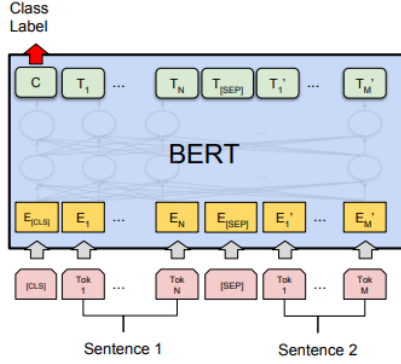 Class
Label
C T1 ... TN T[SEP] T1' ... TM'
BERT
E[CLS] E1 ... EN E[SEP] E1' ... EM'
[CLS] Tok 1 ... Tok N [SEP] Tok 1 ... Tok M
Sentence 1 Sentence 2